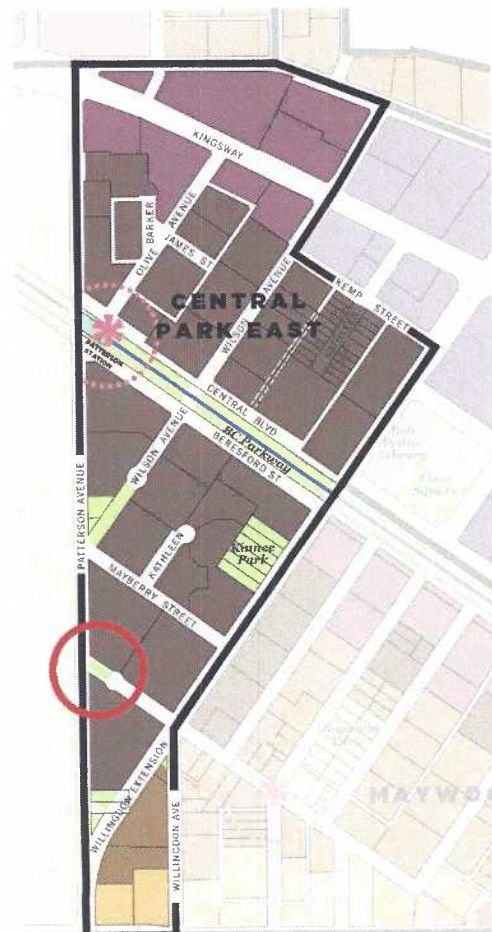 KINGSWAY
OLIVE BARKER
AVENUE
JAMES ST
KEMP STREET
CENTRAL
PARK EAST
WILSON AVENUE
PATTERSON
STATION
CENTRAL BLVD
BC Parkway
BERESFORD ST
WILSON AVENUE
PATTERSON AVENUE
KATHLEEN
Kinnee
Park
MAYBERRY STREET
WILLINGDON EXTENSION
WILLINGDON AVE